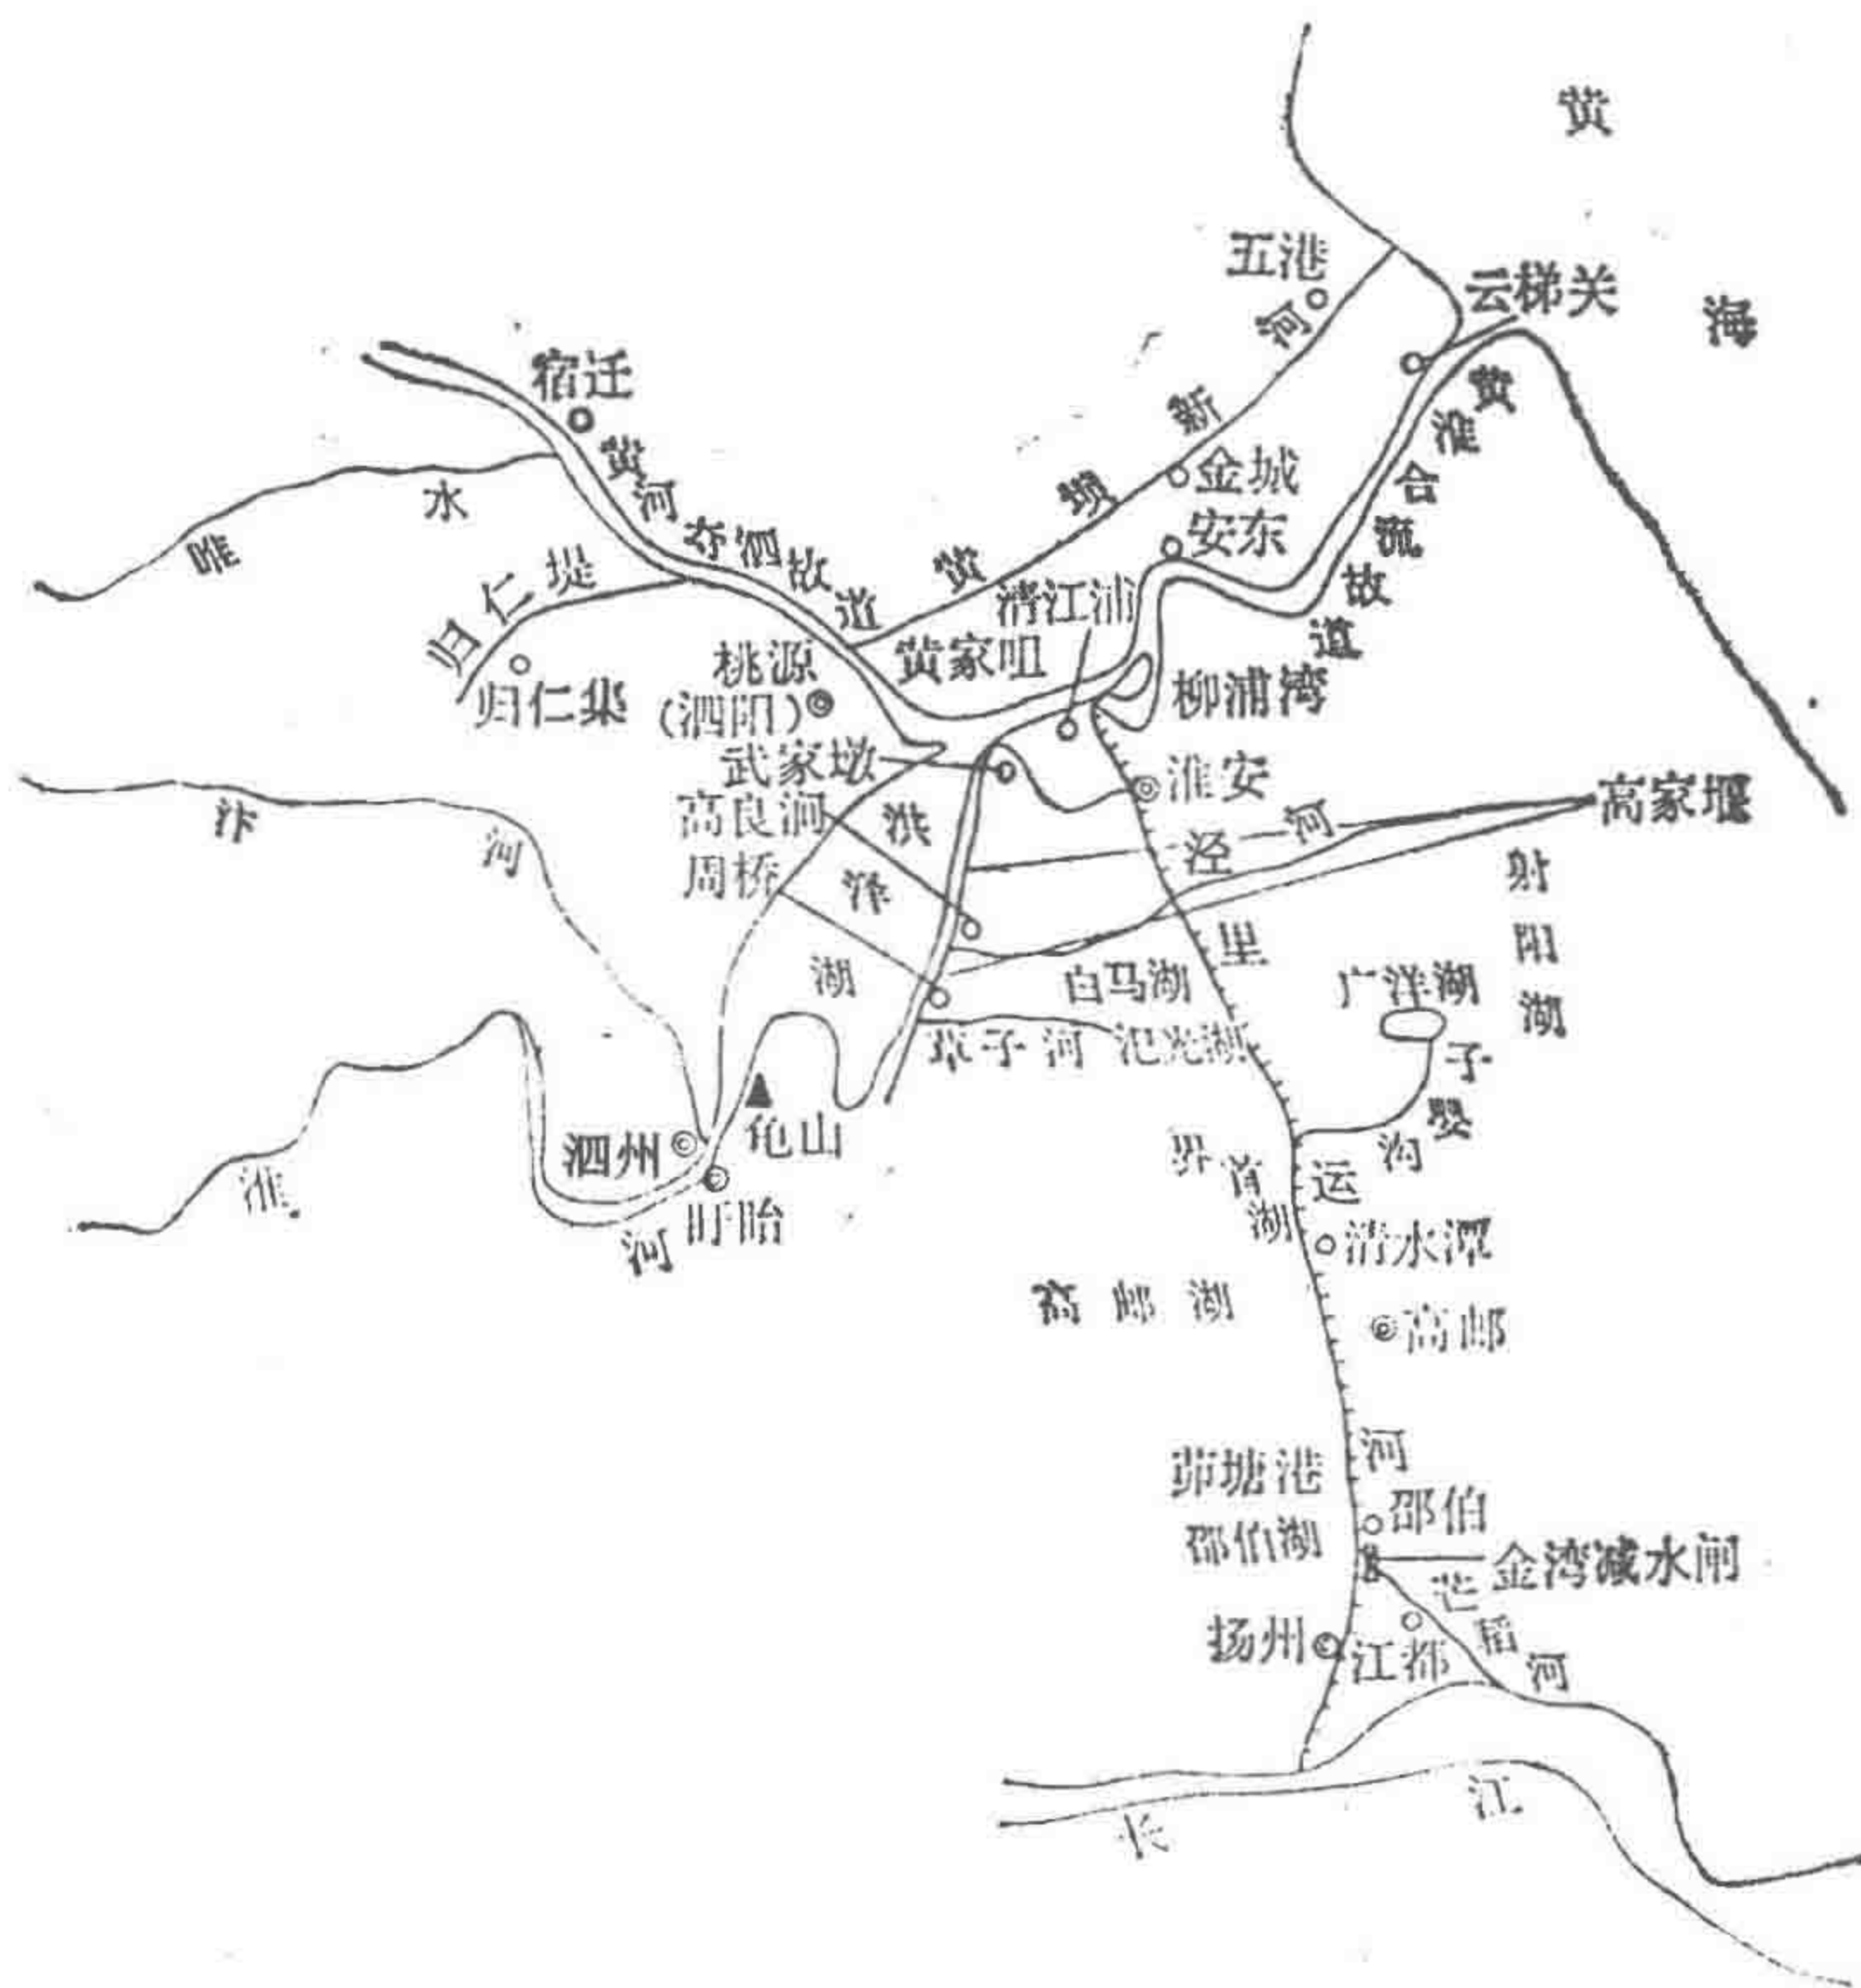 黄海
五港
云梯关
宿迁
黄河夺泗故道
睢水
归仁堤
归仁集
黄坝新河
金城
安东
黄淮合流故道
清江浦
黄家咀
桃源
(泗阳)
柳浦湾
武家墩
淮安
高良涧
周桥
洪泽湖
泾河
高家堰
射阳湖
汴河
白马湖
广洋湖
草子河
氾光湖
子婴沟
泗州
龟山
盱眙
淮河
界首湖
里运河
清水潭
高邮湖
高邮
茆塘港
邵伯
邵伯湖
金湾减水闸
芒稻河
扬州
江都
长江